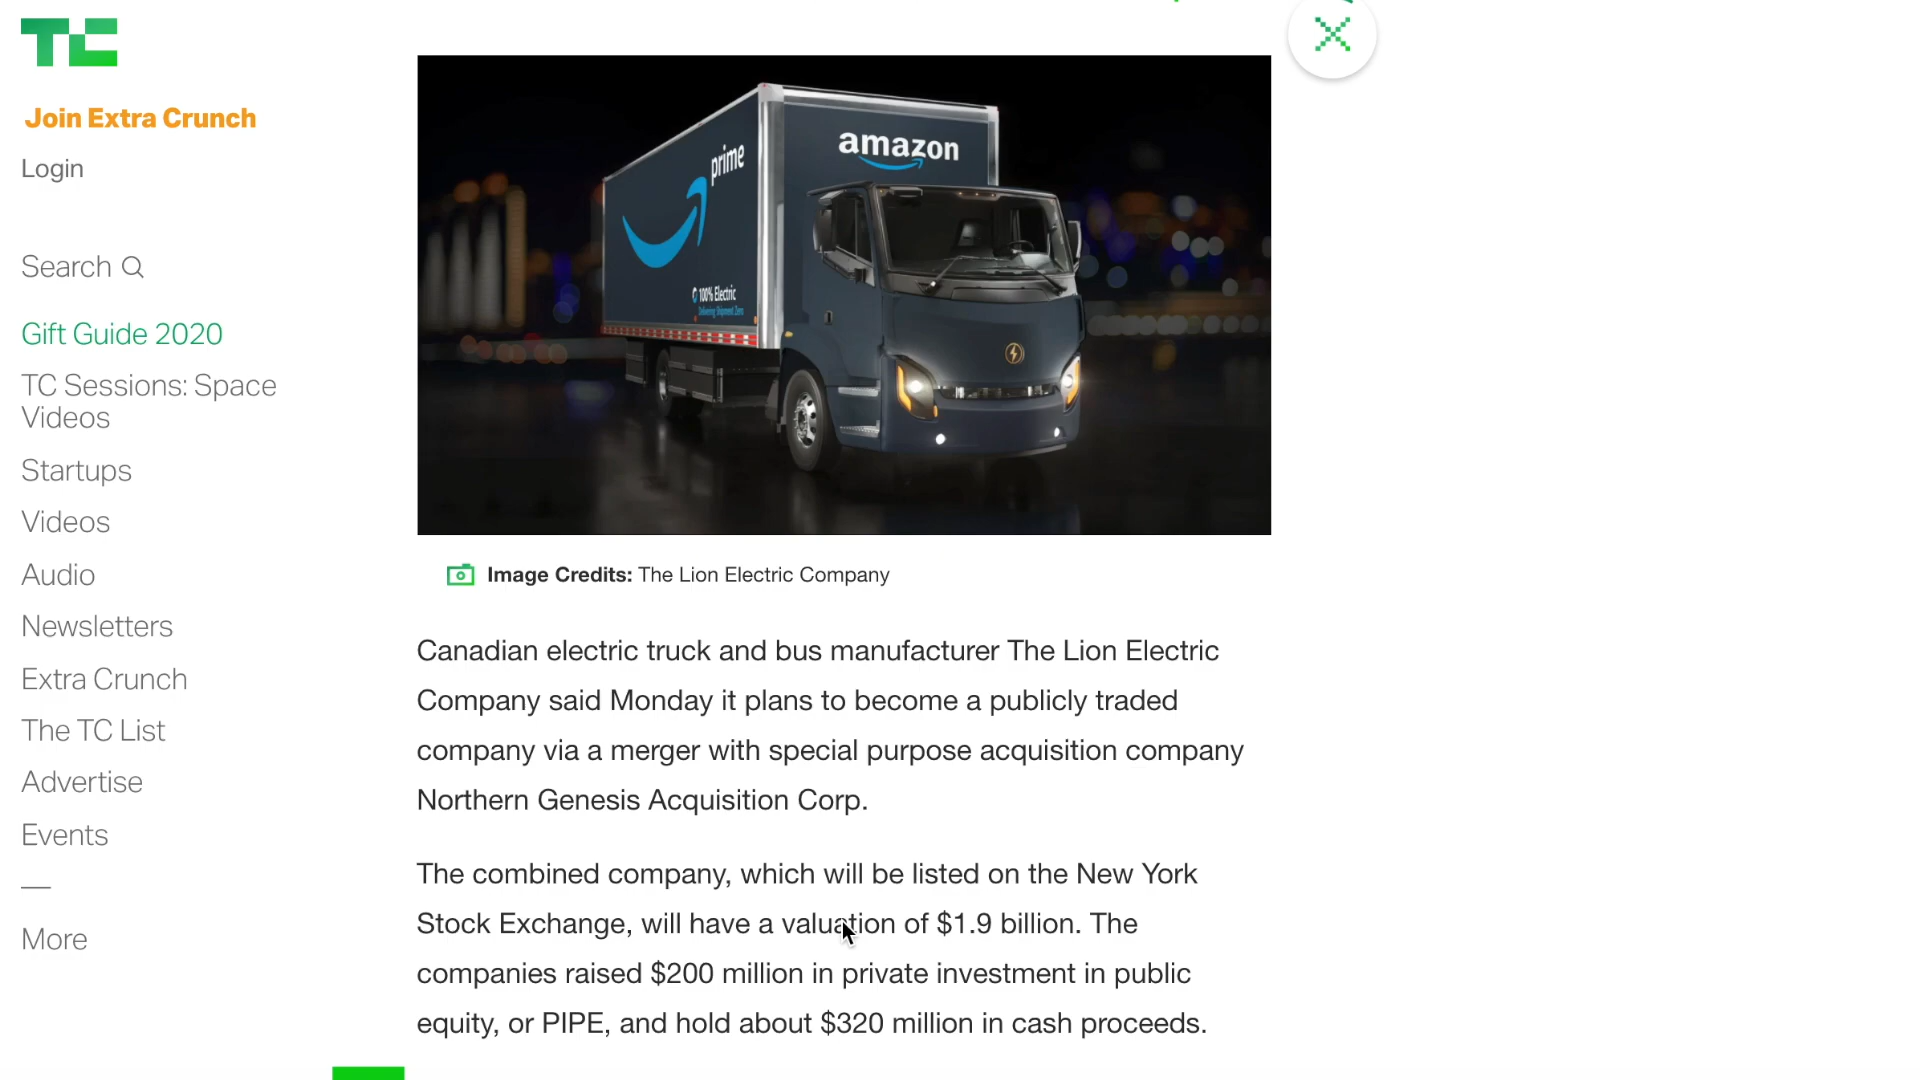 TC
Join Extra Crunch
Login
Search
Gift Guide 2020
TC Sessions: Space
Videos
Startups
Videos
Audio
Newsletters
Extra Crunch
The TC List
Advertise
Events
—
More
amazon
prime
100% Electric
Delivering Shipment Zero
Image Credits: The Lion Electric Company
Canadian electric truck and bus manufacturer The Lion Electric
Company said Monday it plans to become a publicly traded
company via a merger with special purpose acquisition company
Northern Genesis Acquisition Corp.
The combined company, which will be listed on the New York
Stock Exchange, will have a valuation of $1.9 billion. The
companies raised $200 million in private investment in public
equity, or PIPE, and hold about $320 million in cash proceeds.